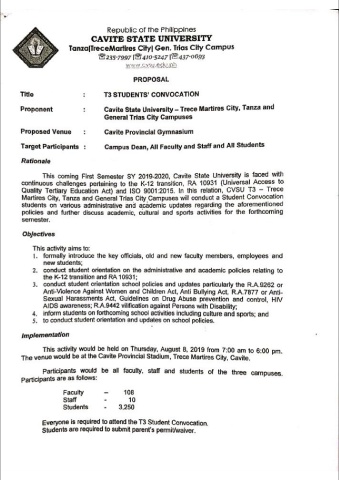 Republic of the Philippines
CAVITE STATE UNIVERSITY
Tanza(TreceMartires City) Gen. Trias City Campus
☎235-7997 |☎410-5247 |☎437-0693
www.cvsu.edu.ph
PROPOSAL
Title : T3 STUDENTS' CONVOCATION
Proponent : Cavite State University – Trece Martires City, Tanza and
General Trias City Campuses
Proposed Venue : Cavite Provincial Gymnasium
Target Participants : Campus Dean, All Faculty and Staff and All Students
Rationale
This coming First Semester SY 2019-2020, Cavite State University is faced with
continuous challenges pertaining to the K-12 transition, RA 10931 (Universal Access to
Quality Tertiary Education Act) and ISO 9001:2015. In this relation, CVSU T3 – Trece
Martires City, Tanza and General Trias City Campuses will conduct a Student Convocation
students on various administrative and academic updates regarding the aforementioned
policies and further discuss academic, cultural and sports activities for the forthcoming
semester.
Objectives
This activity aims to:
1. formally introduce the key officials, old and new faculty members, employees and
new students;
2. conduct student orientation on the administrative and academic policies relating to
the K-12 transition and RA 10931;
3. conduct student orientation school policies and updates particularly the R.A.9262 or
Anti-Violence Against Women and Children Act, Anti Bullying Act, R.A.7877 or Anti-
Sexual Harassments Act, Guidelines on Drug Abuse prevention and control, HIV
AIDS awareness; R.A.9442 vilification against Persons with Disability;
4. inform students on forthcoming school activities including culture and sports; and
5. to conduct student orientation and updates on school policies.
Implementation
This activity would be held on Thursday, August 8, 2019 from 7:00 am to 6:00 pm.
The venue would be at the Cavite Provincial Stadium, Trece Martires City, Cavite.
Participants would be all faculty, staff and students of the three campuses.
Participants are as follows:
Faculty – 108
Staff - 10
Students - 3,250
Everyone is required to attend the T3 Student Convocation.
Students are required to submit parent's permit/waiver.